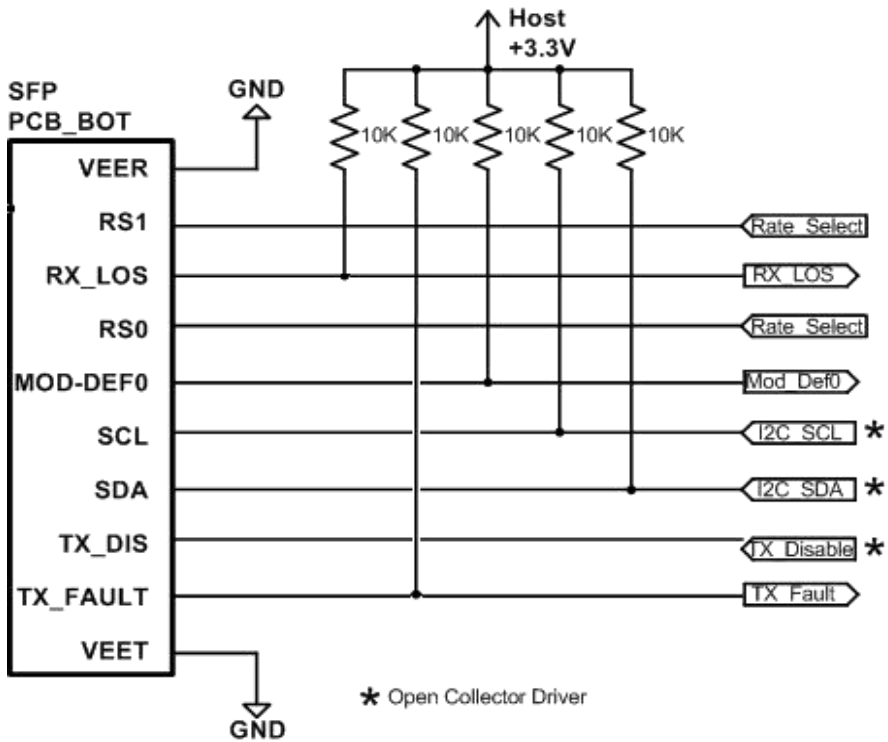 Host
+3.3V
SFP
PCB_BOT
GND
10K 10K 10K 10K 10K
VEER
RS1 Rate_Select
RX_LOS RX_LOS
RS0 Rate_Select
MOD-DEF0 Mod_Def0
SCL I2C_SCL *
SDA I2C_SDA *
TX_DIS TX_Disable *
TX_FAULT TX_Fault
VEET
* Open Collector Driver
GND